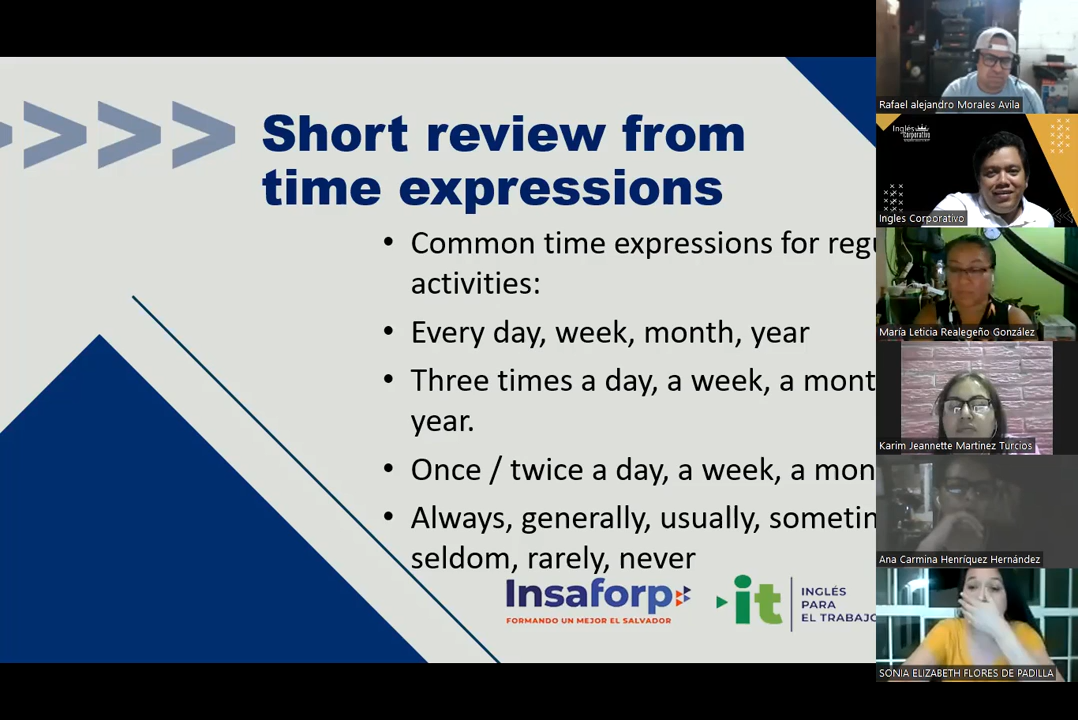 Short review from
time expressions
• Common time expressions for regu
activities:
• Every day, week, month, year
• Three times a day, a week, a mont
year.
• Once / twice a day, a week, a mon
• Always, generally, usually, sometim
seldom, rarely, never
Insaforp
FORMANDO UN MEJOR EL SALVADOR
it
INGLÉS
PARA
EL TRABAJO
Rafael alejandro Morales Avila
Inglés
corporativo
Ingles Corporativo
María Leticia Realegeño González
Karim Jeannette Martinez Turcios
Ana Carmina Henríquez Hernández
SONIA ELIZABETH FLORES DE PADILLA